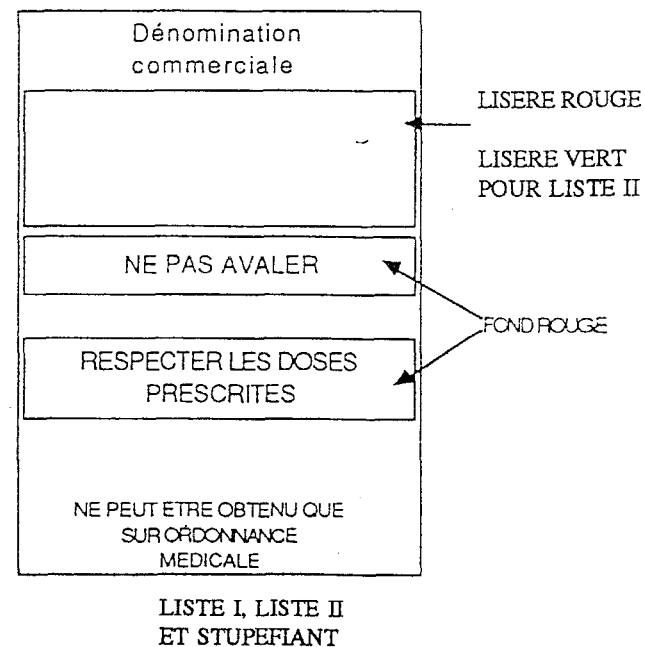 Dénomination
commerciale
LISERE ROUGE
LISERE VERT
POUR LISTE II
NE PAS AVALER
FOND ROUGE
RESPECTER LES DOSES
PRESCRITES
NE PEUT ETRE OBTENU QUE
SUR ORDONNANCE
MEDICALE
LISTE I, LISTE II
ET STUPEFIANT